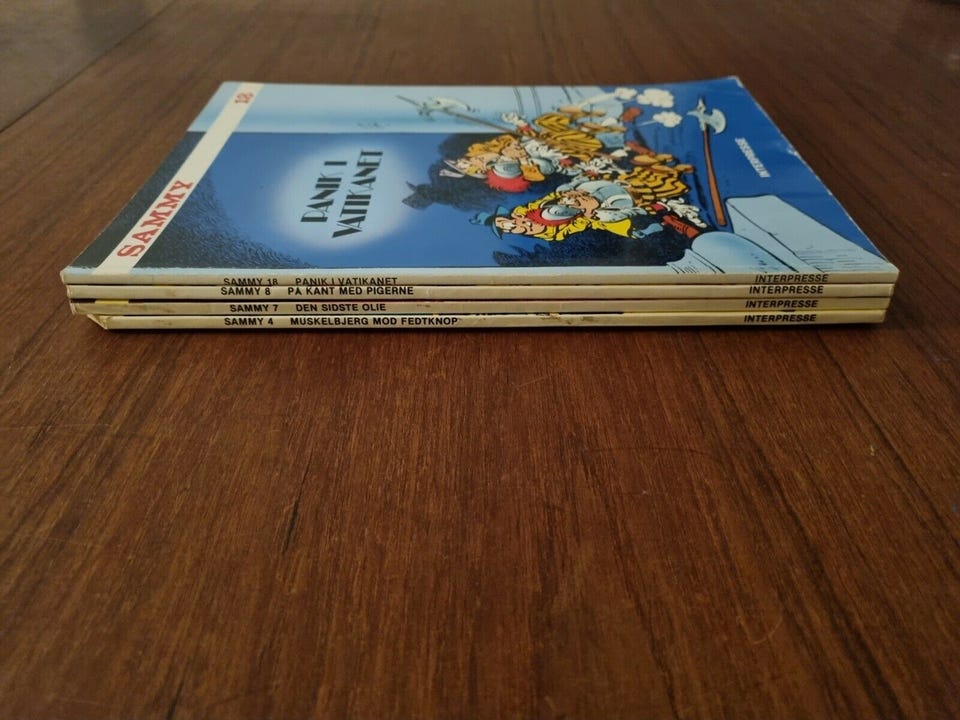 SAMMY
18
PANIK I
VATIKANET
INTERPRESSE
SAMMY 18 PANIK I VATIKANET INTERPRESSE
SAMMY 8 PÅ KANT MED PIGERNE INTERPRESSE
SAMMY 7 DEN SIDSTE OLIE INTERPRESSE
SAMMY 4 MUSKELBJERG MOD FEDTKNOP INTERPRESSE